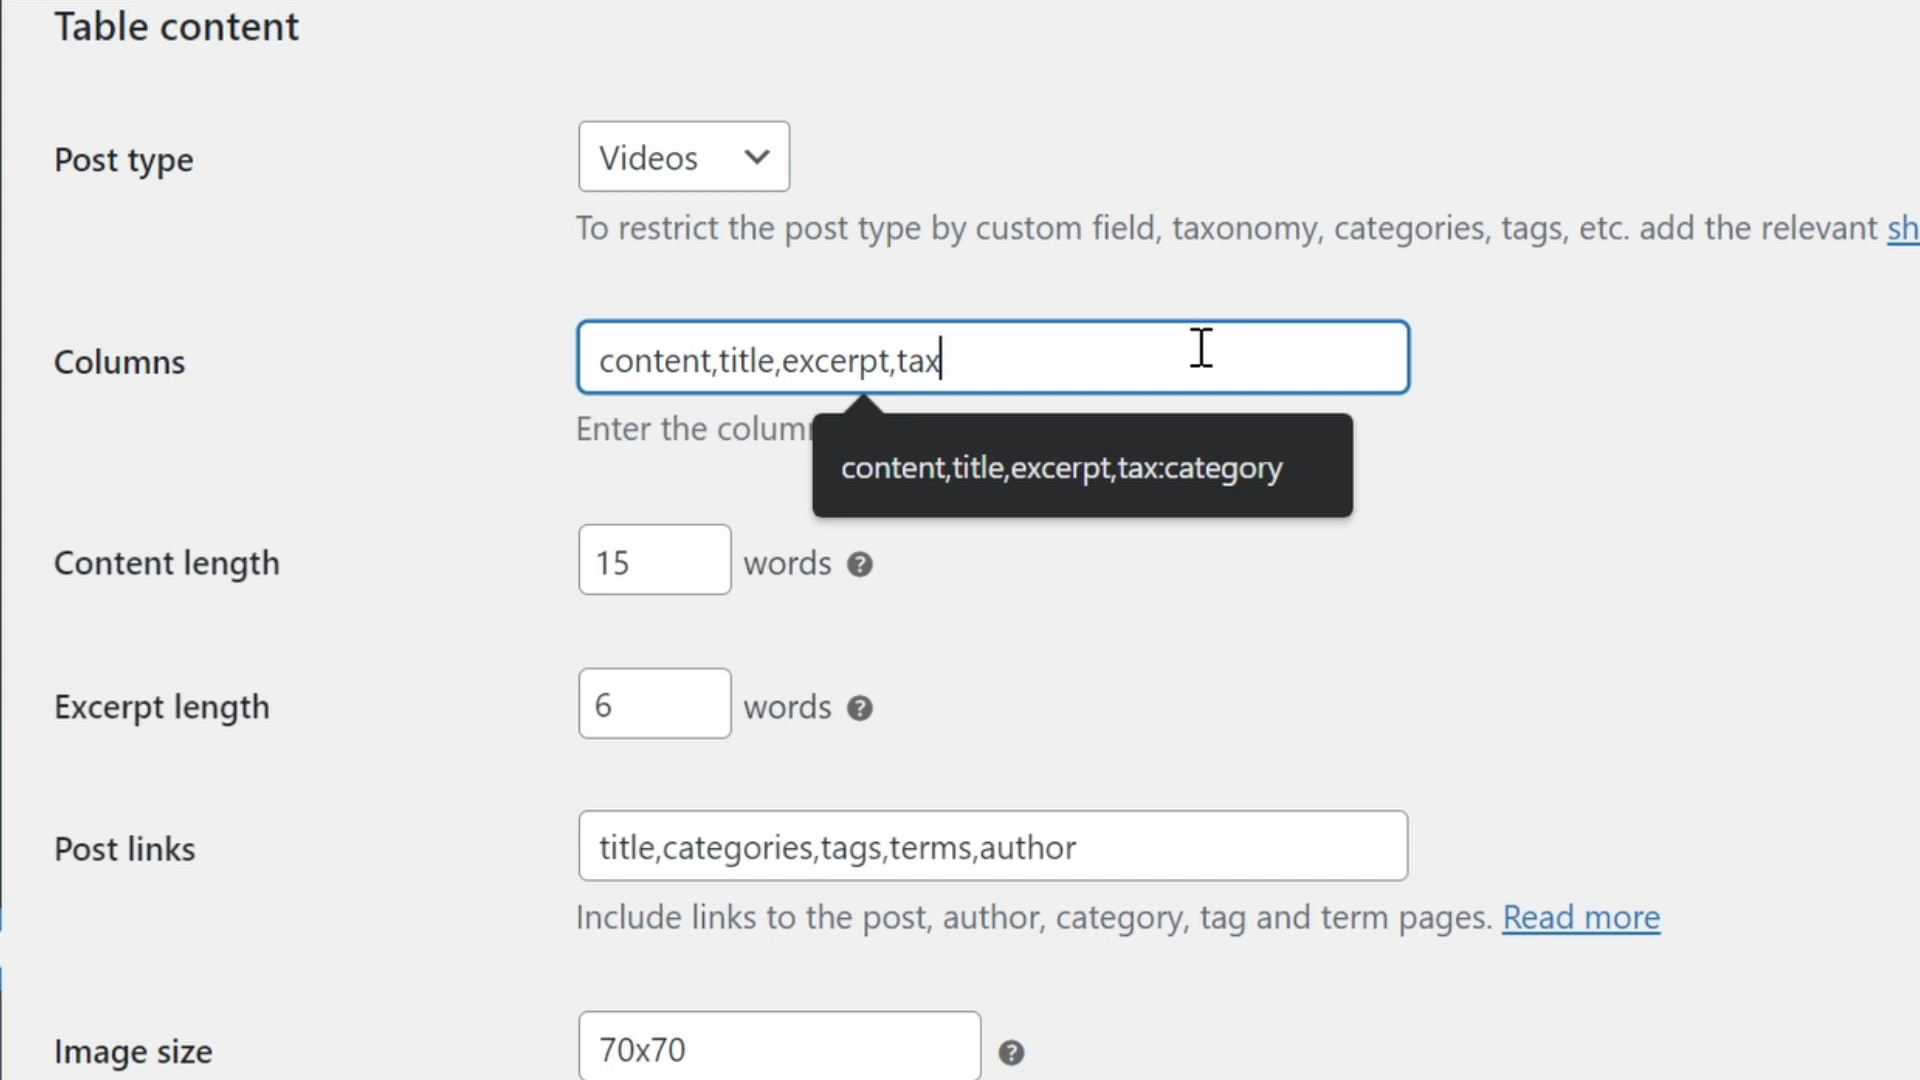 Table content
Post type
Videos
To restrict the post type by custom field, taxonomy, categories, tags, etc. add the relevant
Columns
content,title,excerpt,tax
Enter the
content,title,excerpt,tax:category
Content length
15 words
Excerpt length
6 words
Post links
title,categories,tags,terms,author
Include links to the post, author, category, tag and term pages. Read more
Image size
70x70